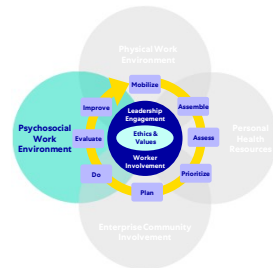 Physical Work
Environment
Mobilize
Improve
Assemble
Leadership
Engagement
Psychosocial
Work
Environment
Evaluate
Ethics &
Values
Assess
Personal
Health
Resources
Worker
Involvement
Do
Prioritize
Plan
Enterprise Community
Involvement